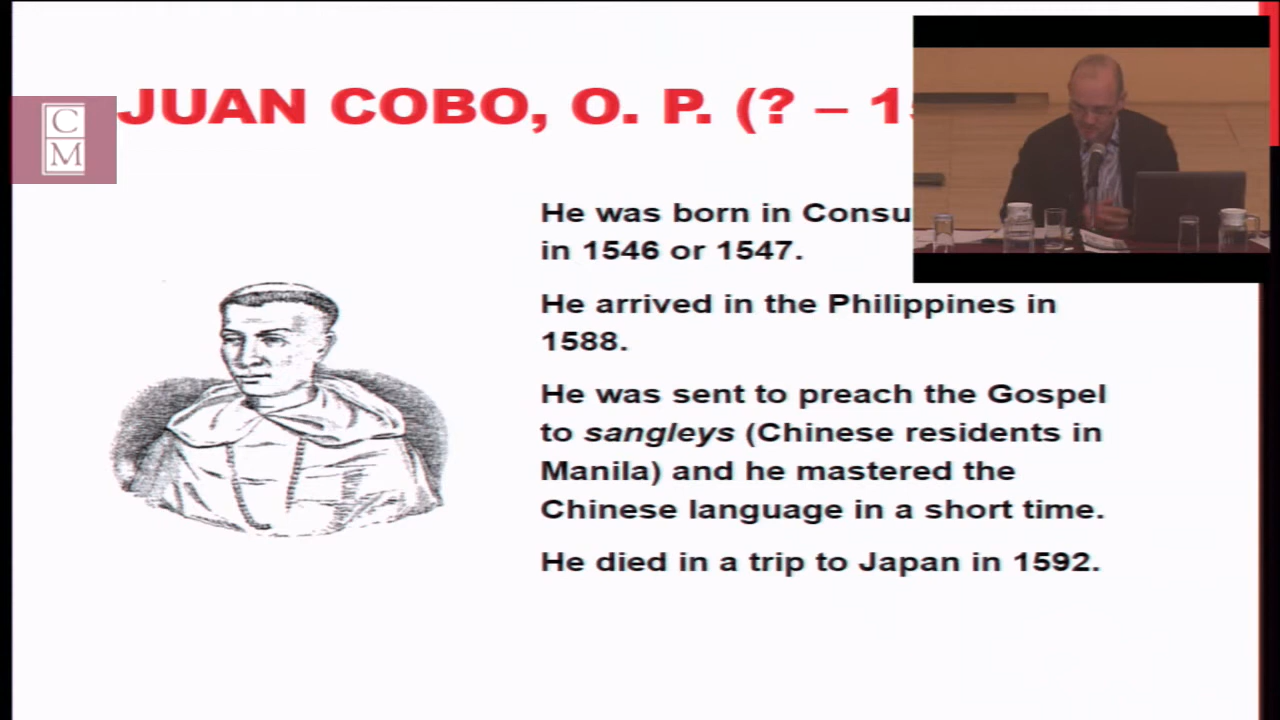 JUAN COBO, O. P. (? – 1
C
M
He was born in Consu
in 1546 or 1547.
He arrived in the Philippines in
1588.
He was sent to preach the Gospel
to sangleys (Chinese residents in
Manila) and he mastered the
Chinese language in a short time.
He died in a trip to Japan in 1592.